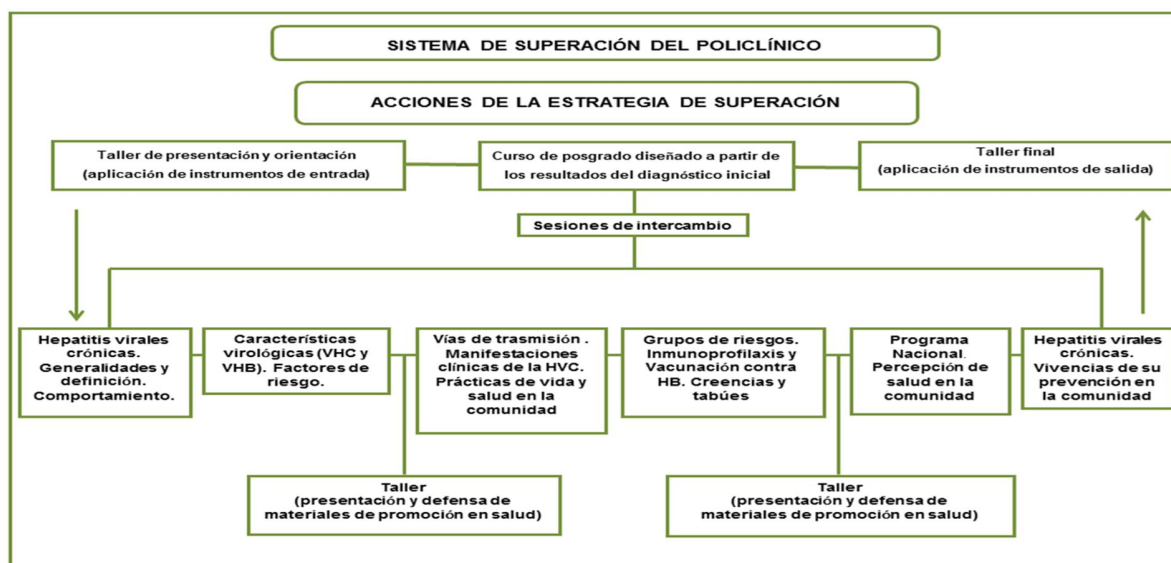 SISTEMA DE SUPERACIÓN DEL POLICLÍNICO
ACCIONES DE LA ESTRATEGIA DE SUPERACIÓN
Taller de presentación y orientación
(aplicación de instrumentos de entrada)
Curso de posgrado diseñado a partir de
los resultados del diagnóstico inicial
Taller final
(aplicación de instrumentos de salida)
Sesiones de intercambio
Hepatitis virales
crónicas.
Generalidades y
definición.
Comportamiento.
Características
virológicas (VHC y
VHB). Factores de
riesgo.
Vías de trasmisión .
Manifestaciones
clínicas de la HVC.
Prácticas de vida y
salud en la
comunidad
Grupos de riesgos.
Inmunoprofilaxis y
Vacunación contra
HB. Creencias y
tabúes
Programa
Nacional.
Percepción de
salud en la
comunidad
Hepatitis virales
crónicas.
Vivencias de su
prevención en
la comunidad
Taller
(presentación y defensa de
materiales de promoción en salud)
Taller
(presentación y defensa de
materiales de promoción en salud)